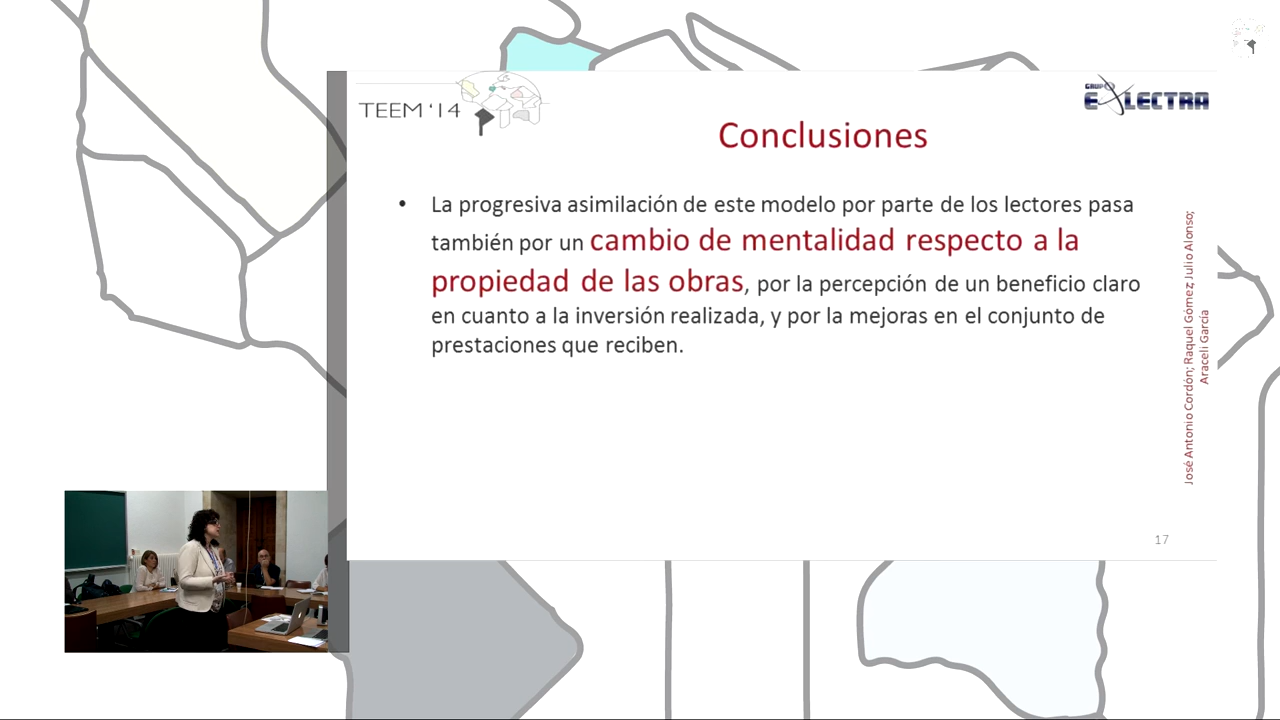 TEEM '14
GRUPO
E LECTRA
Conclusiones
• La progresiva asimilación de este modelo por parte de los lectores pasa
también por un cambio de mentalidad respecto a la
propiedad de las obras, por la percepción de un beneficio claro
en cuanto a la inversión realizada, y por la mejoras en el conjunto de
prestaciones que reciben.
José Antonio Cordón; Raquel Gómez; Julio Alonso;
Araceli García
17